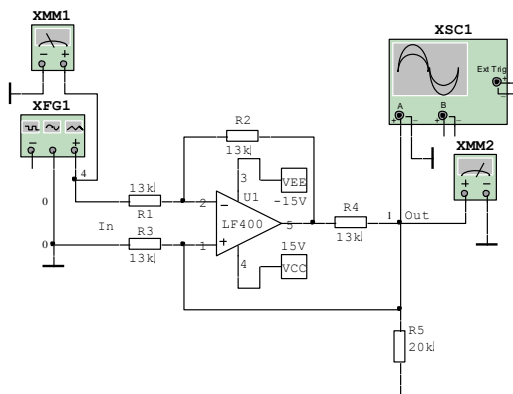 XMM1
XSC1
Ext Trig
A
B
XFG1
XMM2
4
R2
13k
3
VEE
-15V
0
13k
R1
2
U1
LF400
5
R4
13k
1
Out
In
R3
0
13k
1
15V
4
VCC
R5
20k